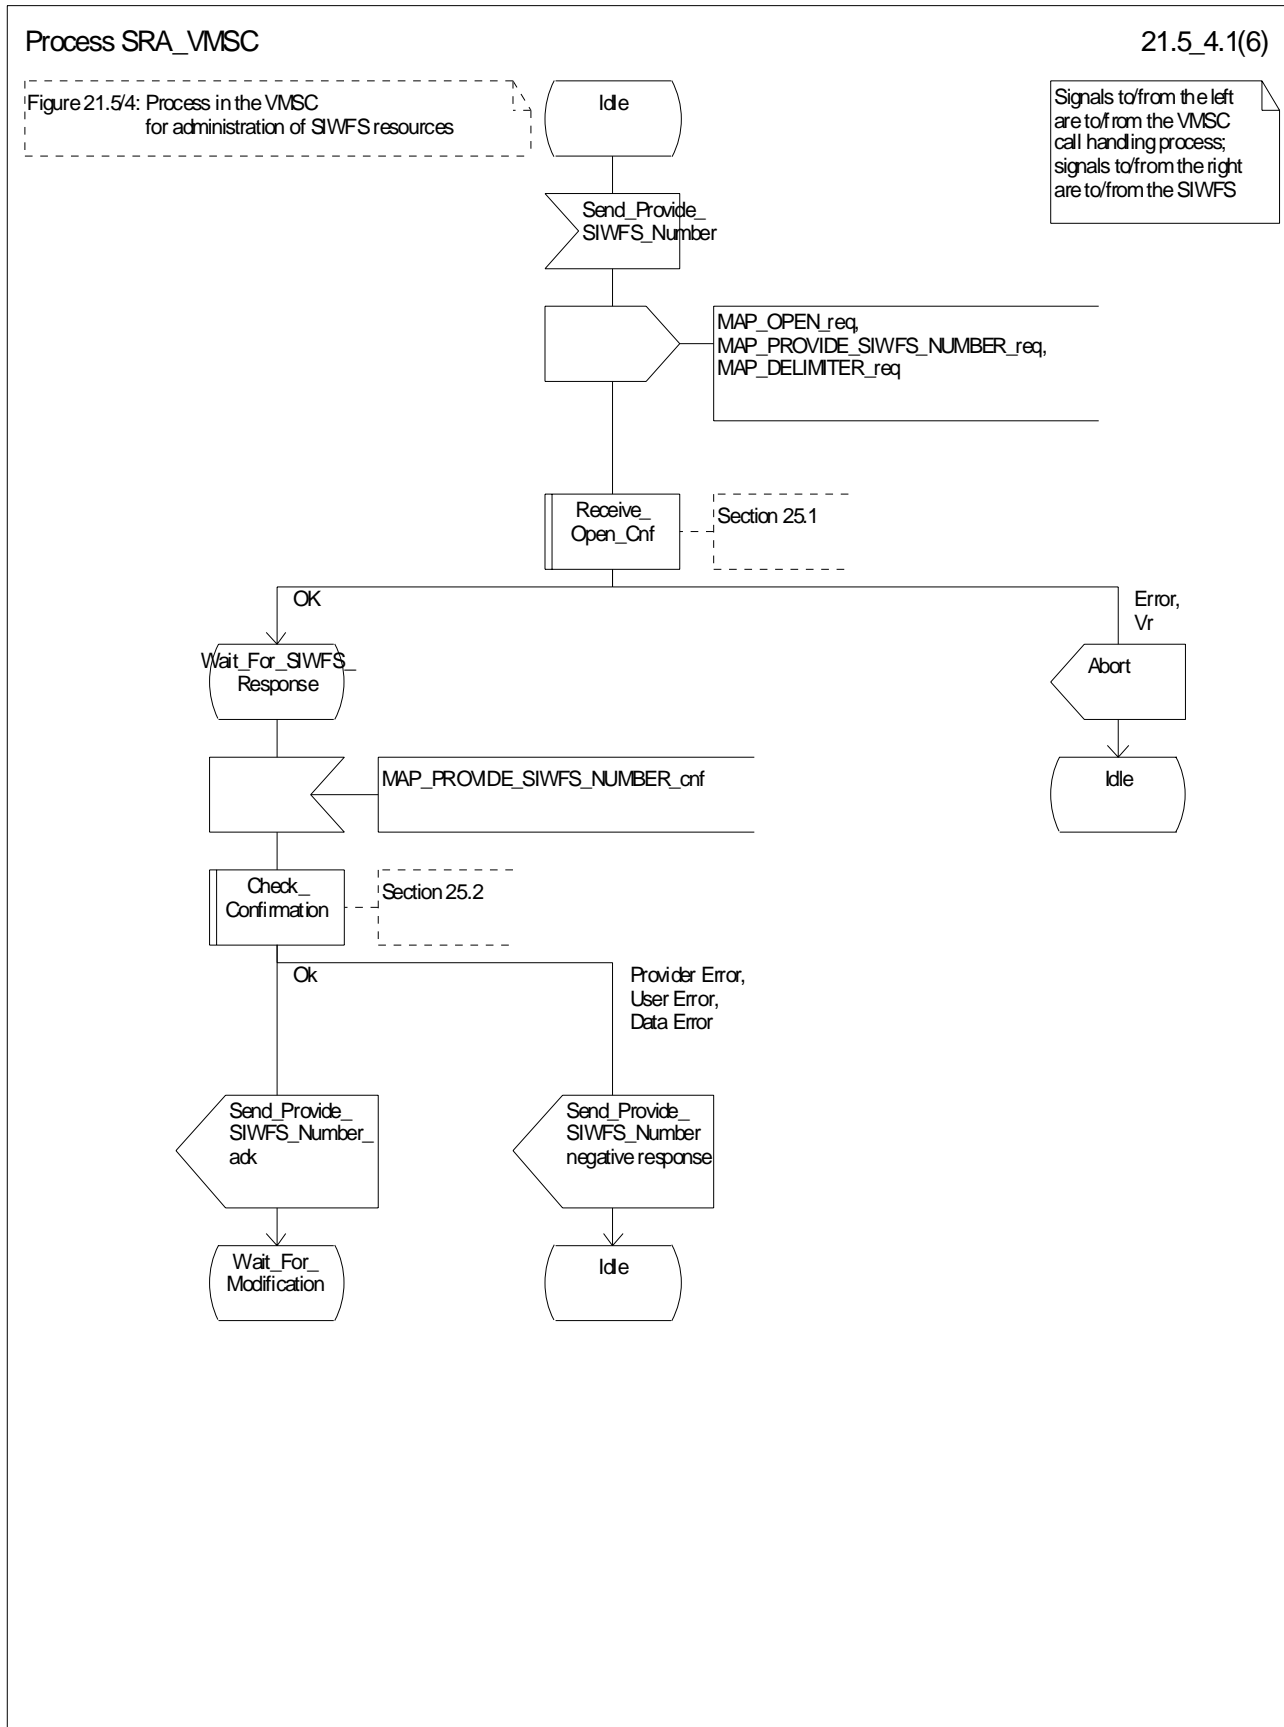 Process SRA_VMSC
21.5_4.1(6)
Figure 21.5/4: Process in the VMSC
for administration of SIWFS resources
Idle
Signals to/from the left
are to/from the VMSC
call handling process;
signals to/from the right
are to/from the SIWFS
Send_Provide_
SIWFS_Number
MAP_OPEN_req,
MAP_PROVIDE_SIWFS_NUMBER_req,
MAP_DELIMITER_req
Receive_
Open_Cnf
Section 25.1
OK
Error,
Vr
Wait_For_SIWFS_
Response
Abort
MAP_PROVIDE_SIWFS_NUMBER_cnf
Idle
Check_
Confirmation
Section 25.2
Ok
Provider Error,
User Error,
Data Error
Send_Provide_
SIWFS_Number_
ack
Send_Provide_
SIWFS_Number
negative response
Wait_For_
Modification
Idle